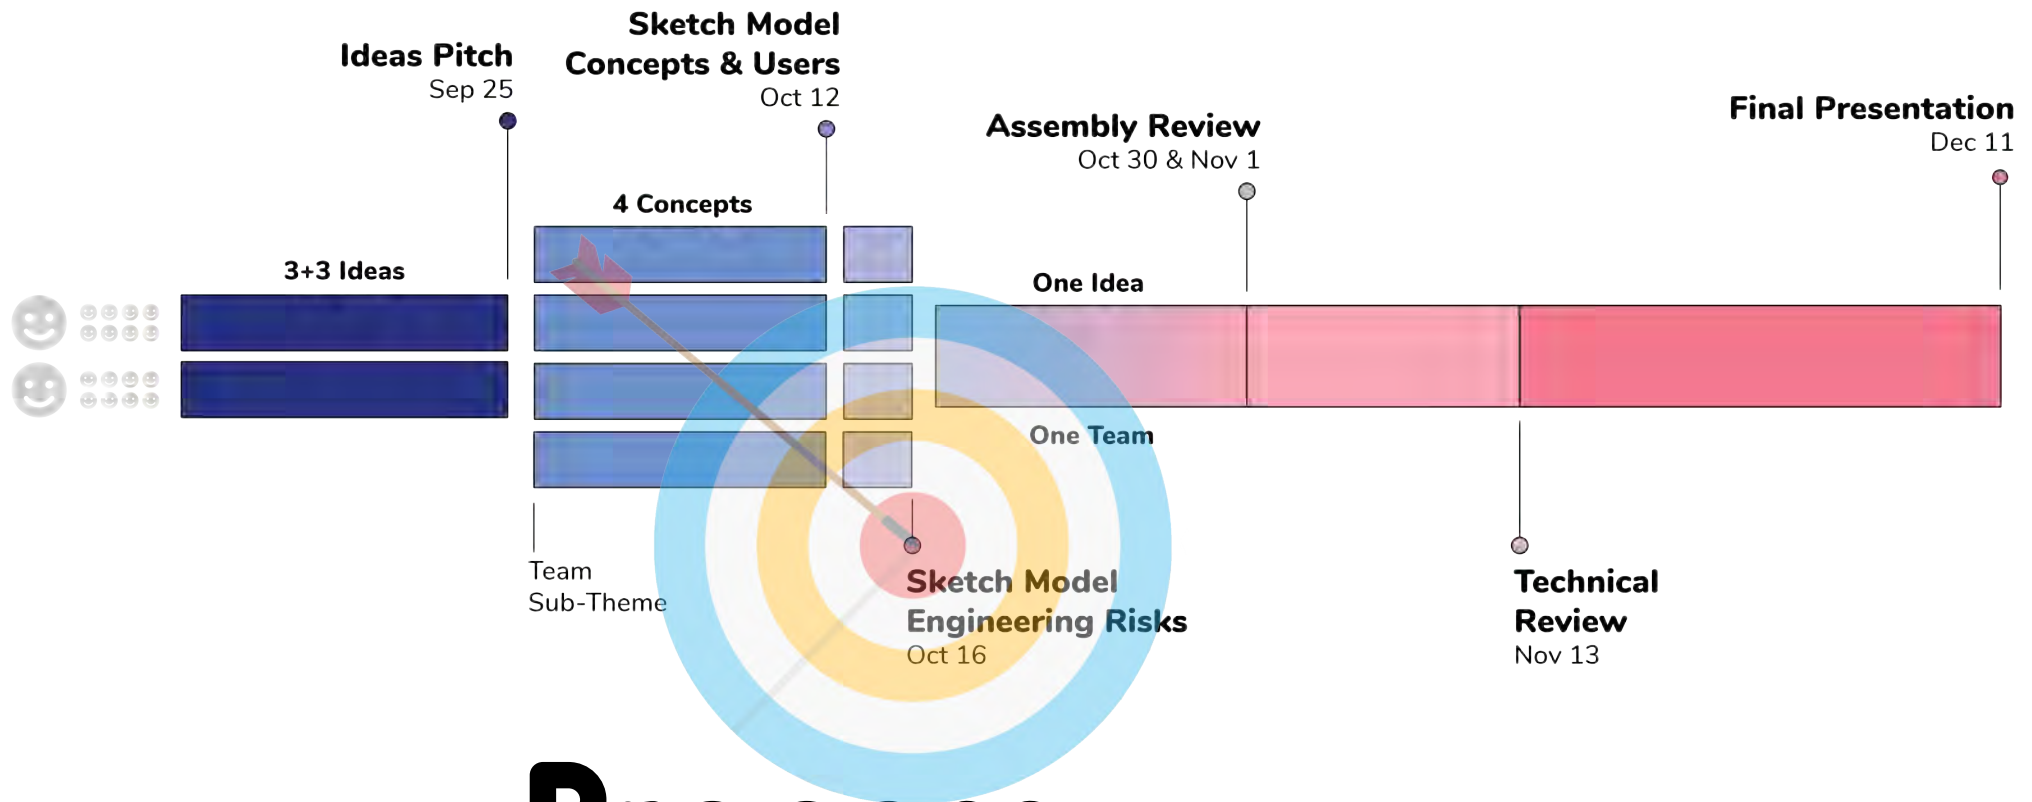 Sketch Model
Concepts & Users
Oct 12
Ideas Pitch
Sep 25
Final Presentation
Dec 11
Assembly Review
Oct 30 & Nov 1
4 Concepts
3+3 Ideas
One Idea
One Team
Team
Sub-Theme
Sketch Model
Engineering Risks
Oct 16
Technical
Review
Nov 13